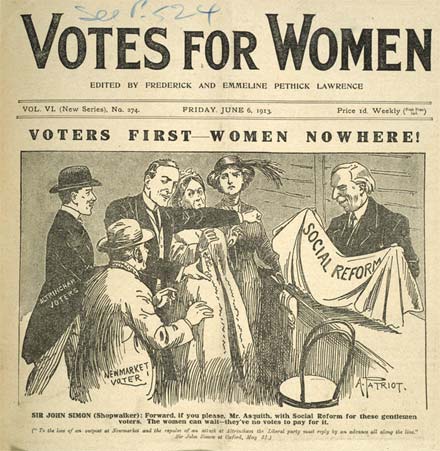 See P. 524
VOTES FOR WOMEN
EDITED BY FREDERICK AND EMMELINE PETHICK LAWRENCE
VOL. VI. (New Series), No. 274.
FRIDAY, JUNE 6, 1913.
Price 1d. Weekly (Post Free
VOTERS FIRST—WOMEN NOWHERE!
ALTRINCHAM
VOTERS
NEWMARKET
VOTER
SOCIAL
REFORM
A. PATRIOT.
SIR JOHN SIMON (Shopwalker): Forward, if you please, Mr. Asquith, with Social Reform for these gentlemen
voters. The women can wait—they've no votes to pay for it.
("To the loss of an outpost at Newmarket and the repulse of an attack at Altrincham the Liberal party must reply by an advance all along the line."
Sir John Simon at Oxford, May 31.)